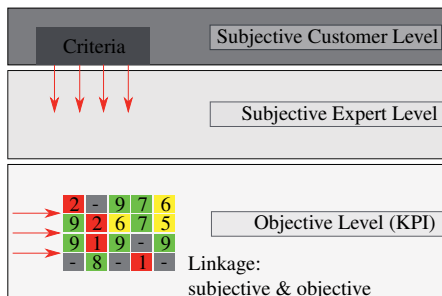 Criteria
Subjective Customer Level
Subjective Expert Level
2 - 9 7 6
9 2 6 7 5
9 1 9 - 9
- 8 - 1 -
Objective Level (KPI)
Linkage:
subjective & objective